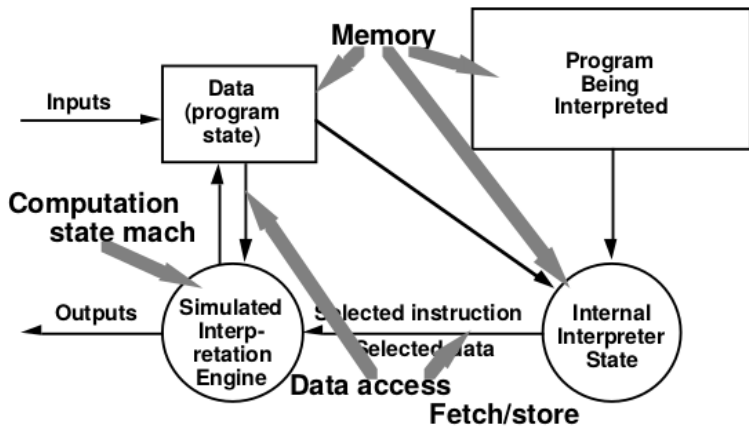 Memory
Program
Being
Interpreted
Data
(program
state)
Inputs
Computation
state mach
Outputs
Simulated
Interp-
retation
Engine
Selected instruction
Selected data
Internal
Interpreter
State
Data access
Fetch/store